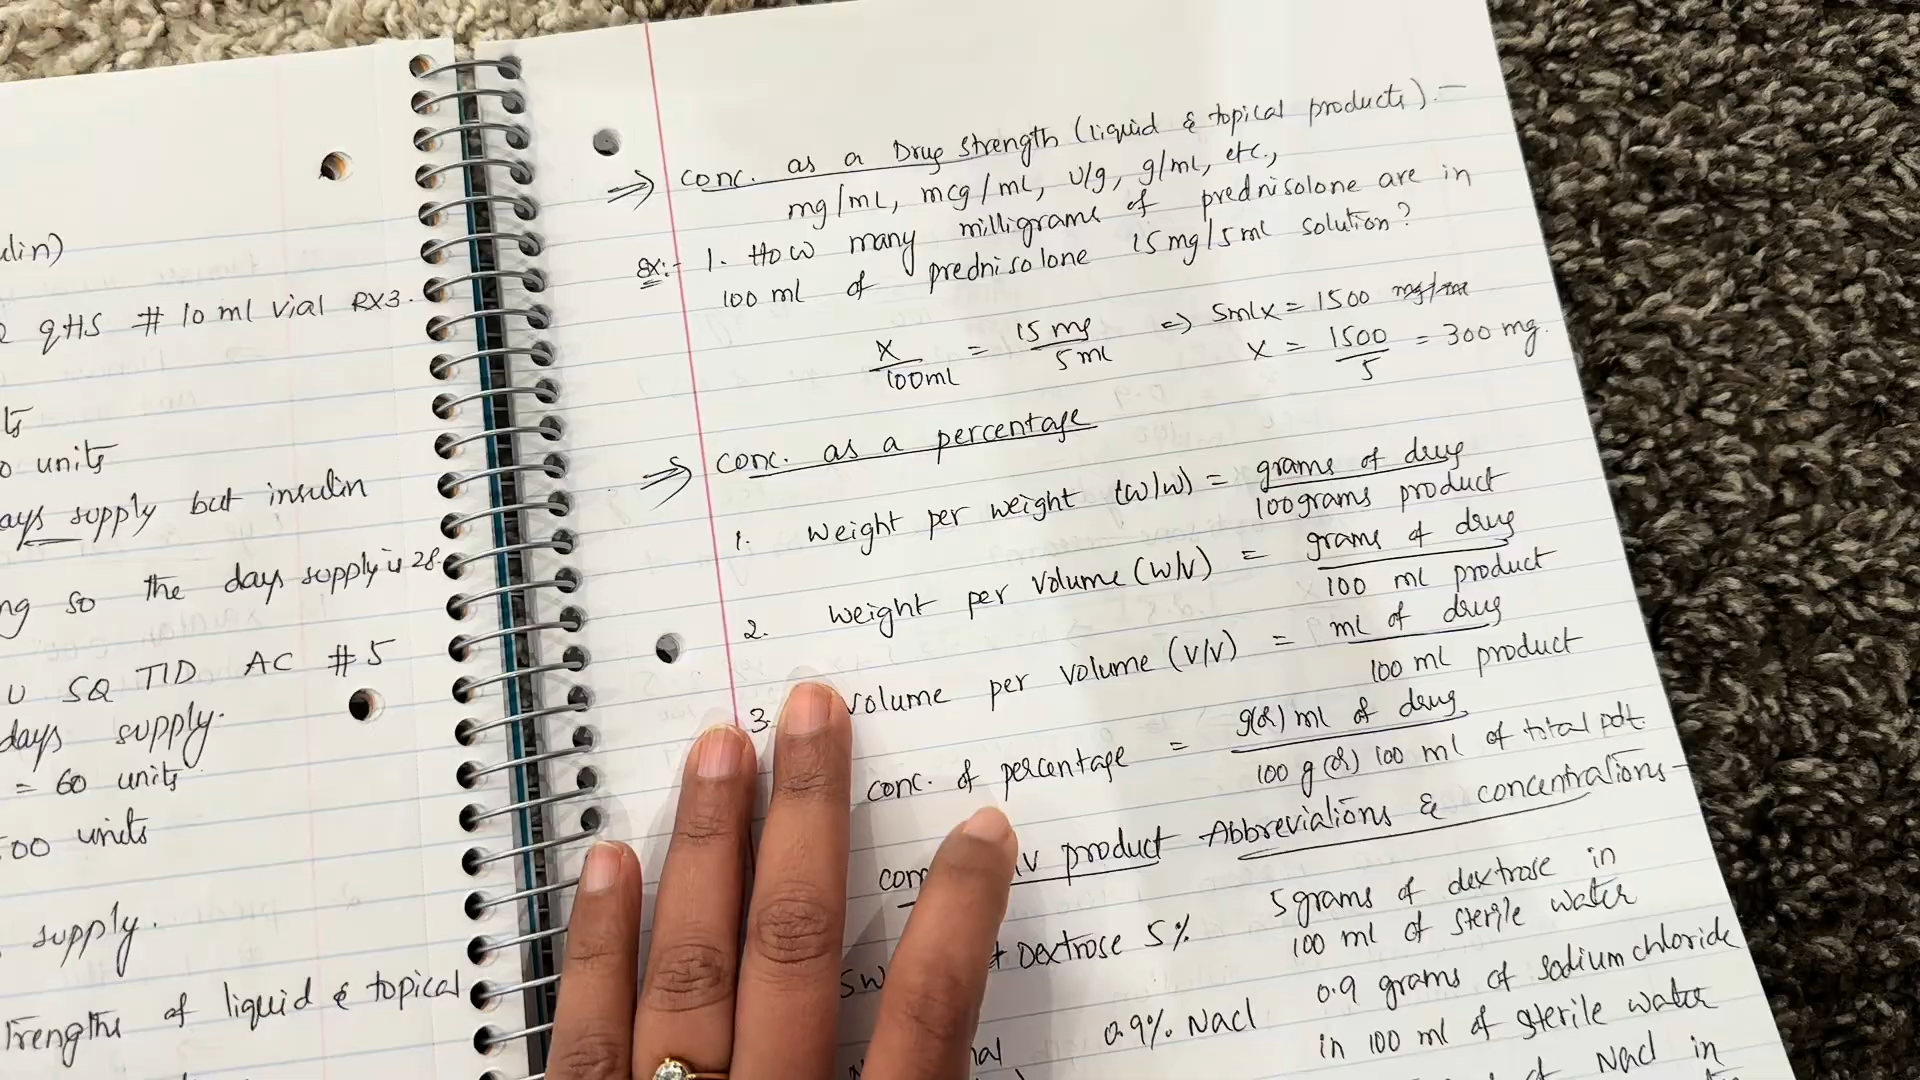 qHS # 10 ml vial RX3.
units
supply but insulin
so the days supply is 28.
U SQ TID AC # 5
days supply.
= 60 units
units
supply.
of liquid & topical
⇒ conc. as a Drug strength (liquid & topical products) :-
mg/mL, mcg/mL, U/g, g/mL, etc.,
Ex:- 1. How many milligrams of prednisolone are in
100 ml of prednisolone 15 mg/5 ml solution?
x/100ml = 15 mg/5 ml ⇒ 5mlx = 1500 mg/ml
x = 1500/5 = 300 mg.
⇒ conc. as a percentage
1. Weight per weight (w/w) = grams of drug/100 grams product
2. weight per volume (w/v) = grams of drug/100 ml product
3. volume per volume (v/v) = ml of drug/100 ml product
conc. of percentage = g(or) ml of drug/100 g (or) 100 ml of total pdt.
product Abbreviations & concentrations-
Dextrose 5% 5 grams of dextrose in
100 ml of sterile water
0.9% Nacl 0.9 grams of sodium chloride
in 100 ml of sterile water
of Nacl in